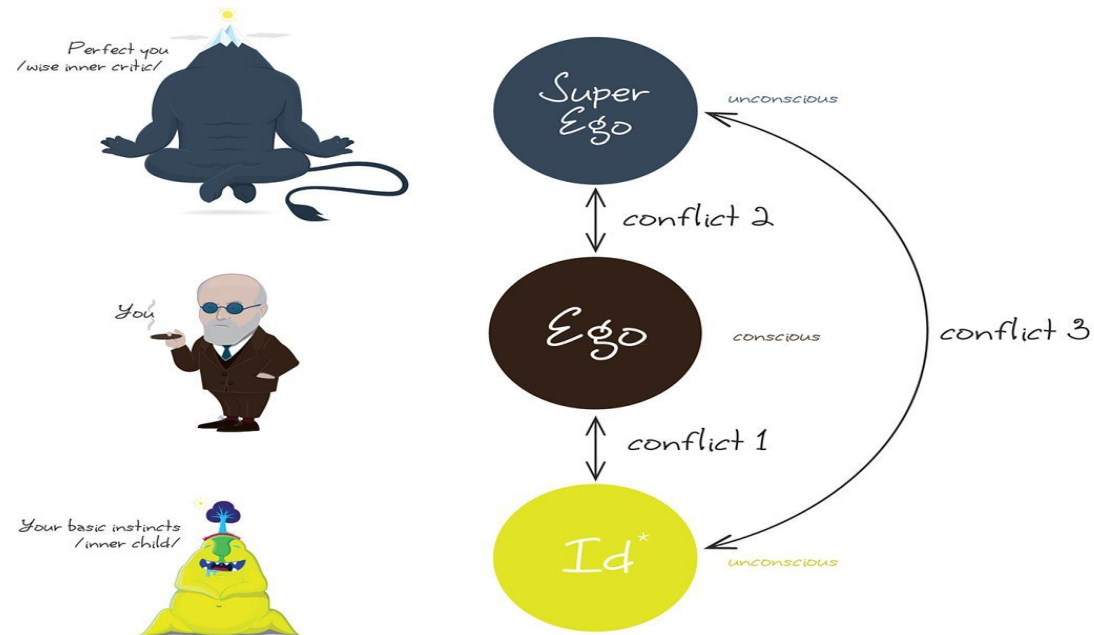 Perfect you
/wise inner critic/
Super
Ego
unconscious
conflict 2
You
Ego
conscious
conflict 3
conflict 1
Your basic instincts
/inner child/
Id*
unconscious